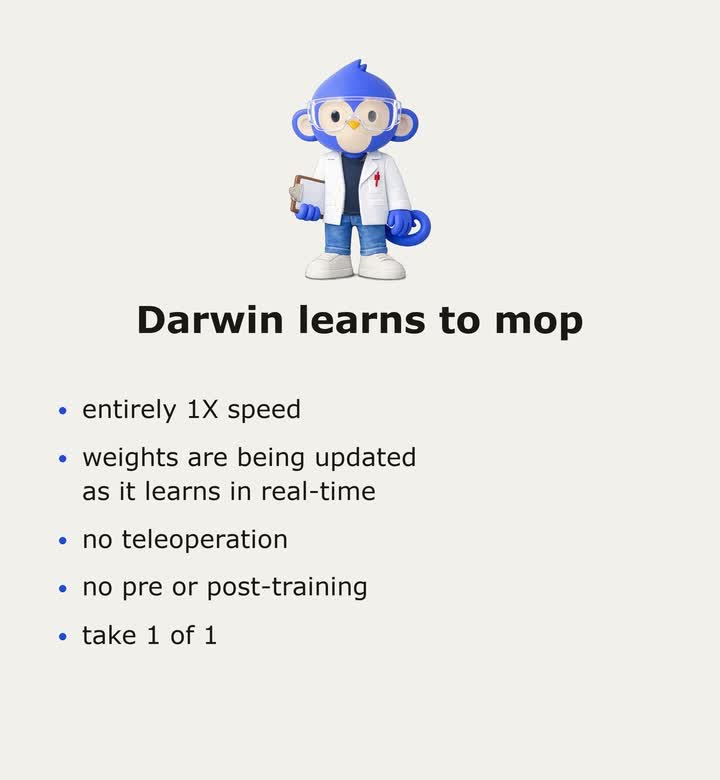 Darwin learns to mop
• entirely 1X speed
• weights are being updated
as it learns in real-time
• no teleoperation
• no pre or post-training
• take 1 of 1